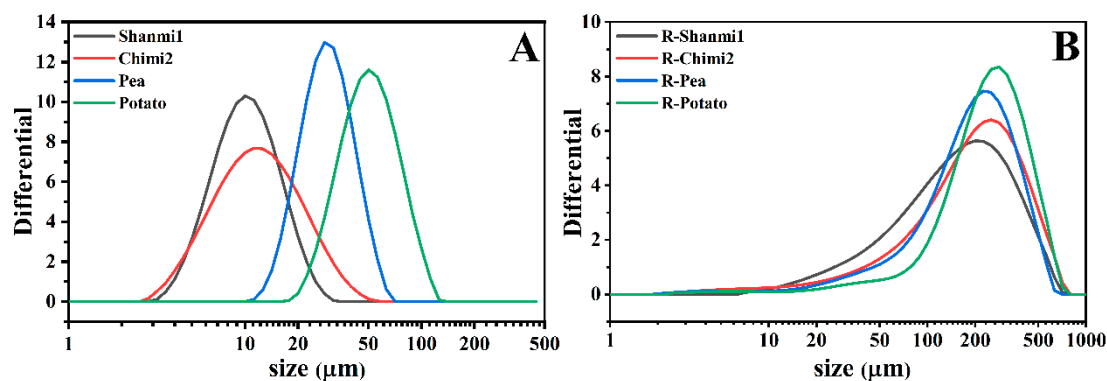 A
Shanmi1
Chimi2
Pea
Potato
Differential
14
12
10
8
6
4
2
0
1
10
20
50
100
200
500
size (μm)
B
R-Shanmi1
R-Chimi2
R-Pea
R-Potato
Differential
10
8
6
4
2
0
1
10
20
50
100
200
500
1000
size (μm)